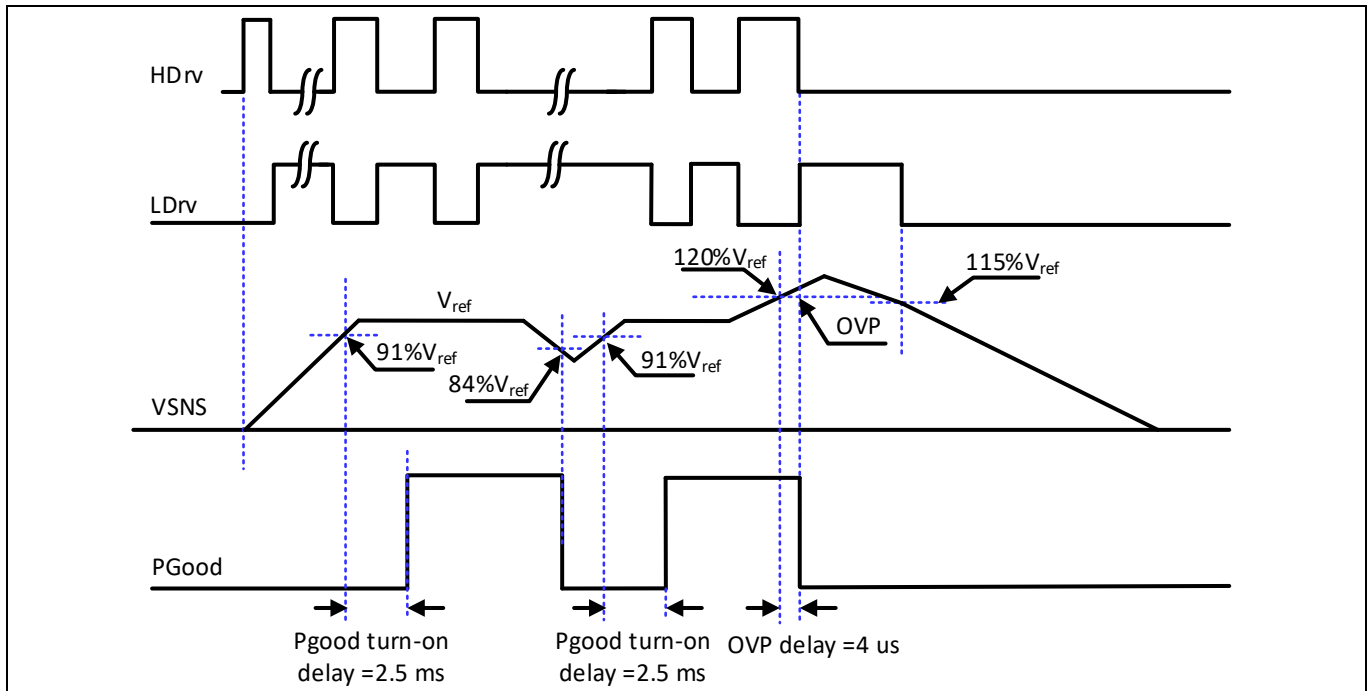 HDrv
LDrv
120%Vref
115%Vref
Vref
OVP
91%Vref
84%Vref
91%Vref
VSNS
PGood
Pgood turn-on
delay =2.5 ms
Pgood turn-on
delay =2.5 ms
OVP delay =4 us